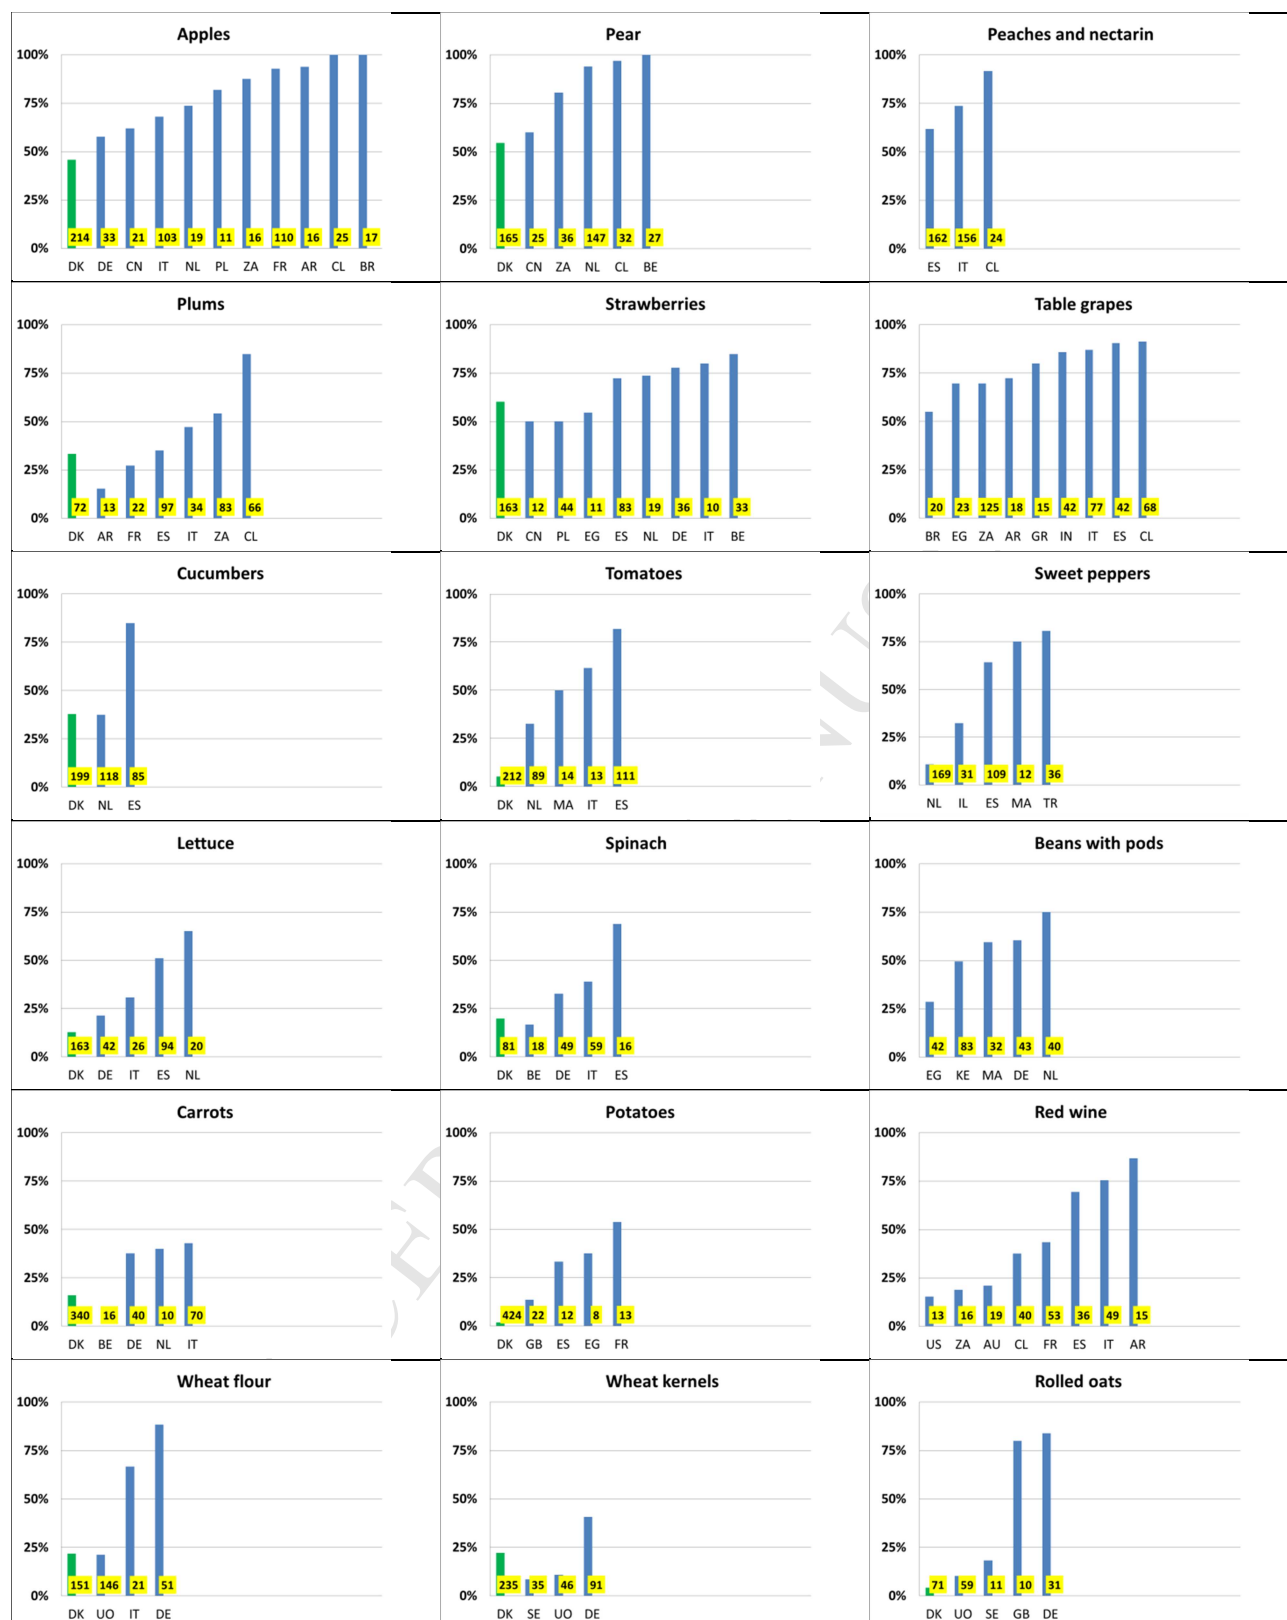 Apples
100%
75%
50%
25%
0%
214 33 21 103 19 11 16 110 16 25 17
DK DE CN IT NL PL ZA FR AR CL BR
Pear
100%
75%
50%
25%
0%
165 25 36 147 32 27
DK CN ZA NL CL BE
Peaches and nectarin
100%
75%
50%
25%
0%
162 156 24
ES IT CL
Plums
100%
75%
50%
25%
0%
72 13 22 97 34 83 66
DK AR FR ES IT ZA CL
Strawberries
100%
75%
50%
25%
0%
163 12 44 11 83 19 36 10 33
DK CN PL EG ES NL DE IT BE
Table grapes
100%
75%
50%
25%
0%
20 23 125 18 15 42 77 42 68
BR EG ZA AR GR IN IT ES CL
Cucumbers
100%
75%
50%
25%
0%
199 118 85
DK NL ES
Tomatoes
100%
75%
50%
25%
0%
212 89 14 13 111
DK NL MA IT ES
Sweet peppers
100%
75%
50%
25%
0%
169 31 109 12 36
NL IL ES MA TR
Lettuce
100%
75%
50%
25%
0%
163 42 26 94 20
DK DE IT ES NL
Spinach
100%
75%
50%
25%
0%
81 18 49 59 16
DK BE DE IT ES
Beans with pods
100%
75%
50%
25%
0%
42 83 32 43 40
EG KE MA DE NL
Carrots
100%
75%
50%
25%
0%
340 16 40 10 70
DK BE DE NL IT
Potatoes
100%
75%
50%
25%
0%
424 22 12 8 13
DK GB ES EG FR
Red wine
100%
75%
50%
25%
0%
13 16 19 40 53 36 49 15
US ZA AU CL FR ES IT AR
Wheat flour
100%
75%
50%
25%
0%
151 146 21 51
DK UO IT DE
Wheat kernels
100%
75%
50%
25%
0%
235 35 46 91
DK SE UO DE
Rolled oats
100%
75%
50%
25%
0%
71 59 11 10 31
DK UO SE GB DE